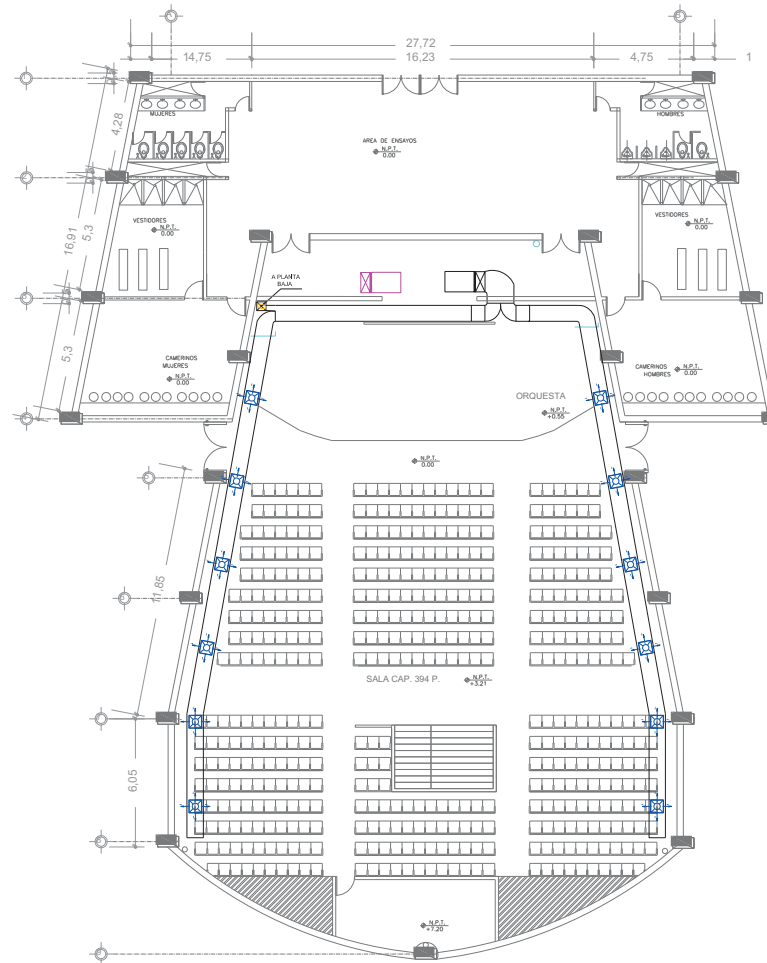 27,72
14,75
16,23
4,75
1
MUJERES
HOMBRES
4,28
AREA DE ENSAYOS
N.P.T.
0.00
VESTIDORES
N.P.T.
0.00
VESTIDORES
N.P.T.
0.00
16,91
5,3
A PLANTA
BAJA
5,3
CAMERINOS
MUJERES
N.P.T.
0.00
CAMERINOS
HOMBRES
N.P.T.
0.00
ORQUESTA
N.P.T.
+0.55
N.P.T.
0.00
11,85
SALA CAP. 394 P.
N.P.T.
+3.21
6,05
N.P.T.
+7.20